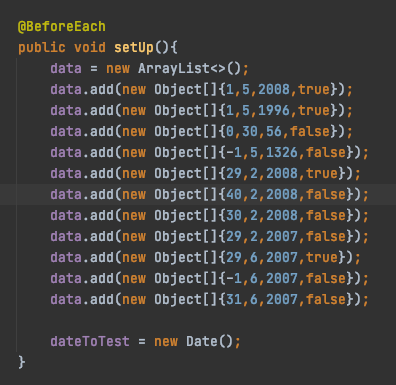 @BeforeEach
public void setUp(){
data = new ArrayList<>();
data.add(new Object[]{1,5,2008,true});
data.add(new Object[]{1,5,1996,true});
data.add(new Object[]{0,30,56,false});
data.add(new Object[]{-1,5,1326,false});
data.add(new Object[]{29,2,2008,true});
data.add(new Object[]{40,2,2008,false});
data.add(new Object[]{30,2,2008,false});
data.add(new Object[]{29,2,2007,false});
data.add(new Object[]{29,6,2007,true});
data.add(new Object[]{-1,6,2007,false});
data.add(new Object[]{31,6,2007,false});
dateToTest = new Date();
}